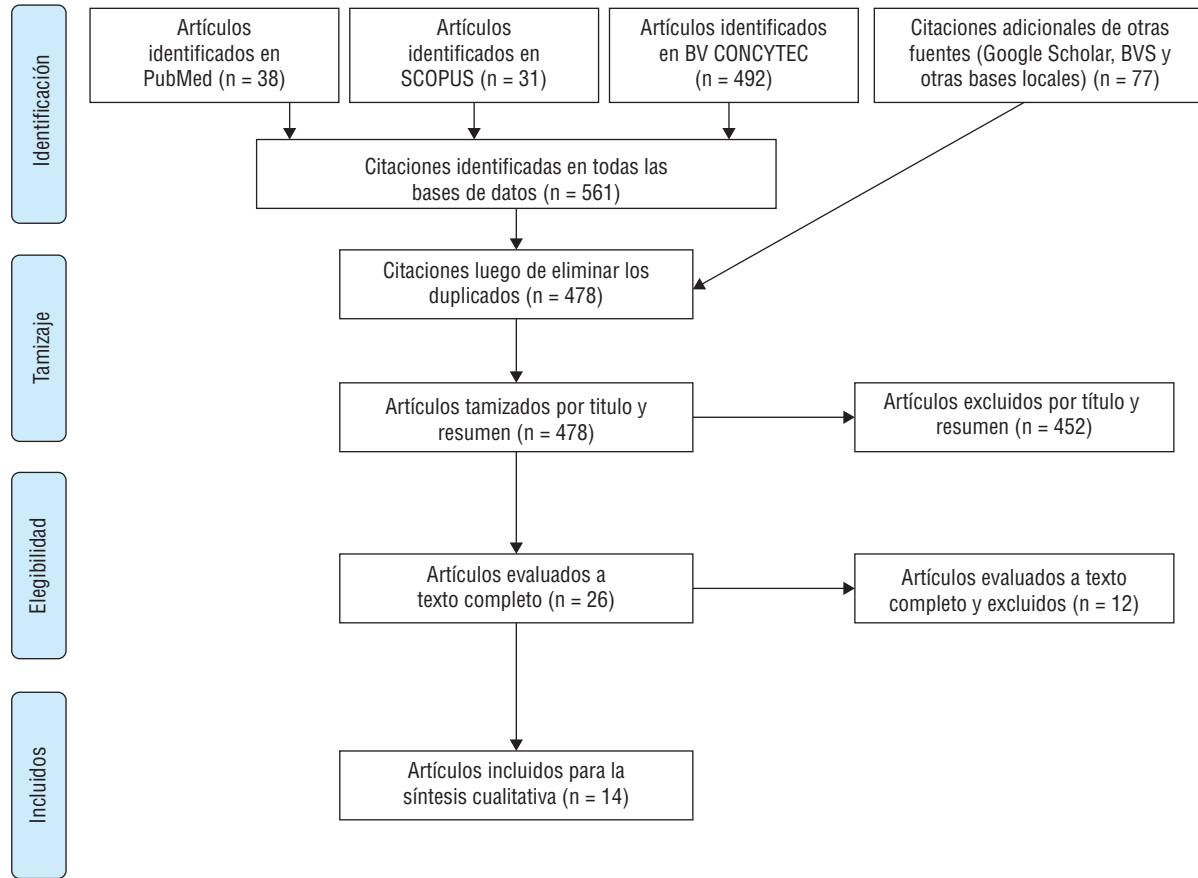 Identificación
Artículos
identificados en
PubMed (n = 38)
Artículos
identificados en
SCOPUS (n = 31)
Artículos identificados
en BV CONCYTEC
(n = 492)
Citaciones adicionales de otras
fuentes (Google Scholar, BVS y
otras bases locales) (n = 77)
Citaciones identificadas en todas las
bases de datos (n = 561)
Tamizaje
Citaciones luego de eliminar los
duplicados (n = 478)
Artículos tamizados por titulo y
resumen (n = 478)
Artículos excluidos por título y
resumen (n = 452)
Elegibilidad
Artículos evaluados a
texto completo (n = 26)
Artículos evaluados a texto
completo y excluidos (n = 12)
Incluidos
Artículos incluidos para la
síntesis cualitativa (n = 14)